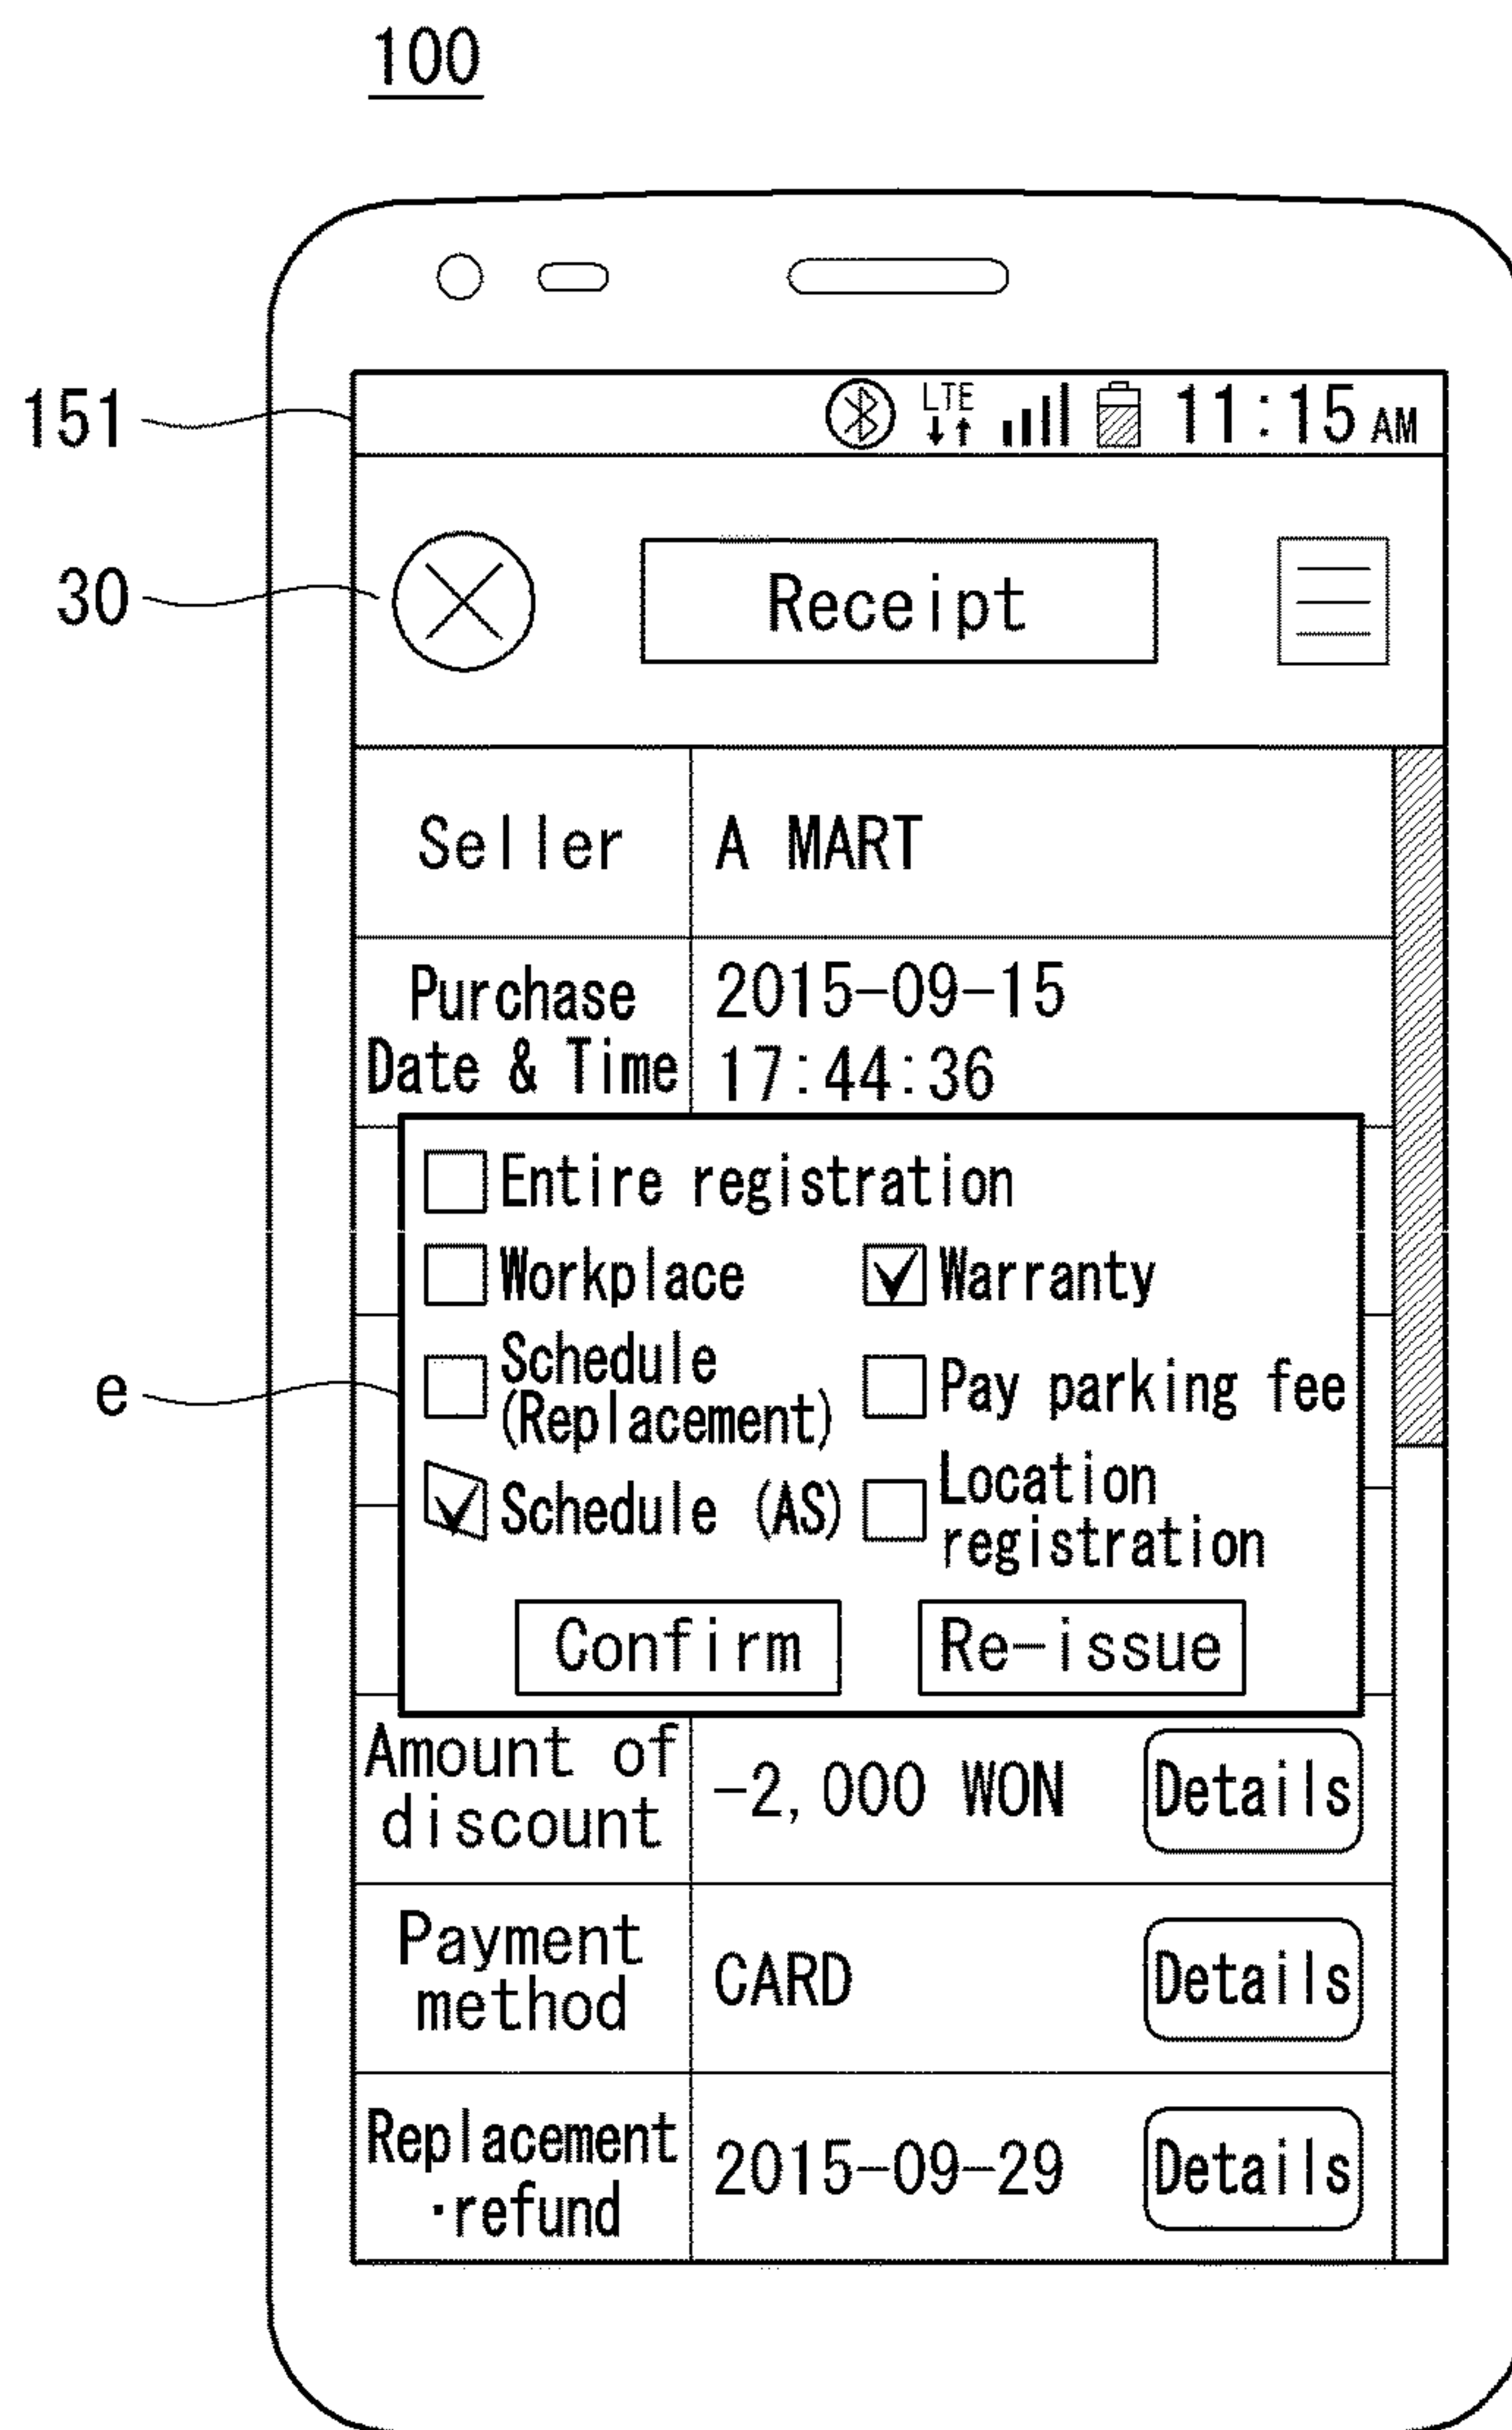 100
151
LTE
11:15 AM
30
Receipt
Seller
A MART
Purchase
Date & Time
2015-09-15
17:44:36
Entire registration
Workplace
Warranty
Schedule
(Replacement)
Pay parking fee
e
Schedule (AS)
Location
registration
Confirm
Re-issue
Amount of
discount
-2,000 WON
Details
Payment
method
CARD
Details
Replacement
·refund
2015-09-29
Details